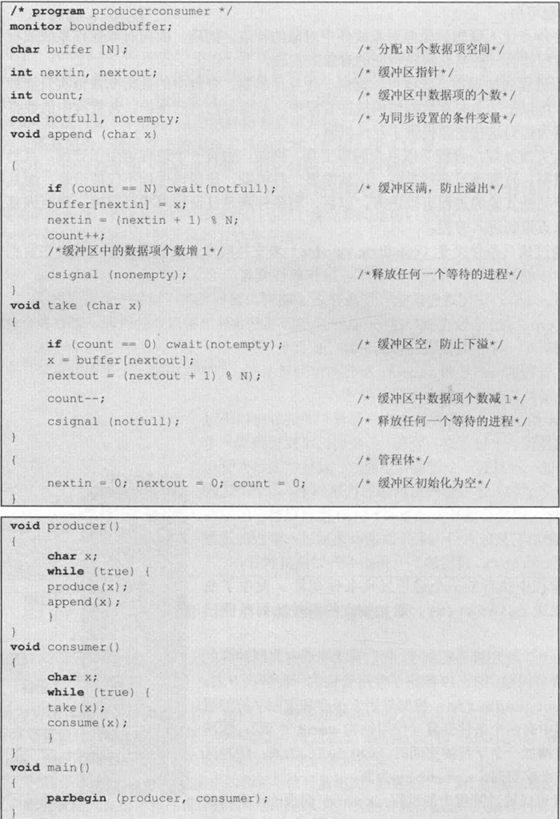 /* program producerconsumer */
monitor boundedbuffer;
char buffer [N]; /* 分配 N 个数据项空间*/
int nextin, nextout; /* 缓冲区指针*/
int count; /* 缓冲区中数据项的个数*/
cond notfull, notempty; /* 为同步设置的条件变量*/
void append (char x)
{
if (count == N) cwait(notfull); /* 缓冲区满，防止溢出*/
buffer[nextin] = x;
nextin = (nextin + 1) % N;
count++;
/*缓冲区中的数据项个数增 1*/
csignal (nonempty); /*释放任何一个等待的进程*/
}
void take (char x)
{
if (count == 0) cwait(notempty); /* 缓冲区空，防止下溢*/
x = buffer[nextout];
nextout = (nextout + 1) % N);
count--; /* 缓冲区中数据项个数减 1*/
csignal (notfull); /* 释放任何一个等待的进程*/
}
{ /* 管程体*/
nextin = 0; nextout = 0; count = 0; /* 缓冲区初始化为空*/
}
void producer()
{
char x;
while (true) {
produce(x);
append(x);
}
}
void consumer()
{
char x;
while (true) {
take(x);
consume(x);
}
}
void main()
{
parbegin (producer, consumer);
}